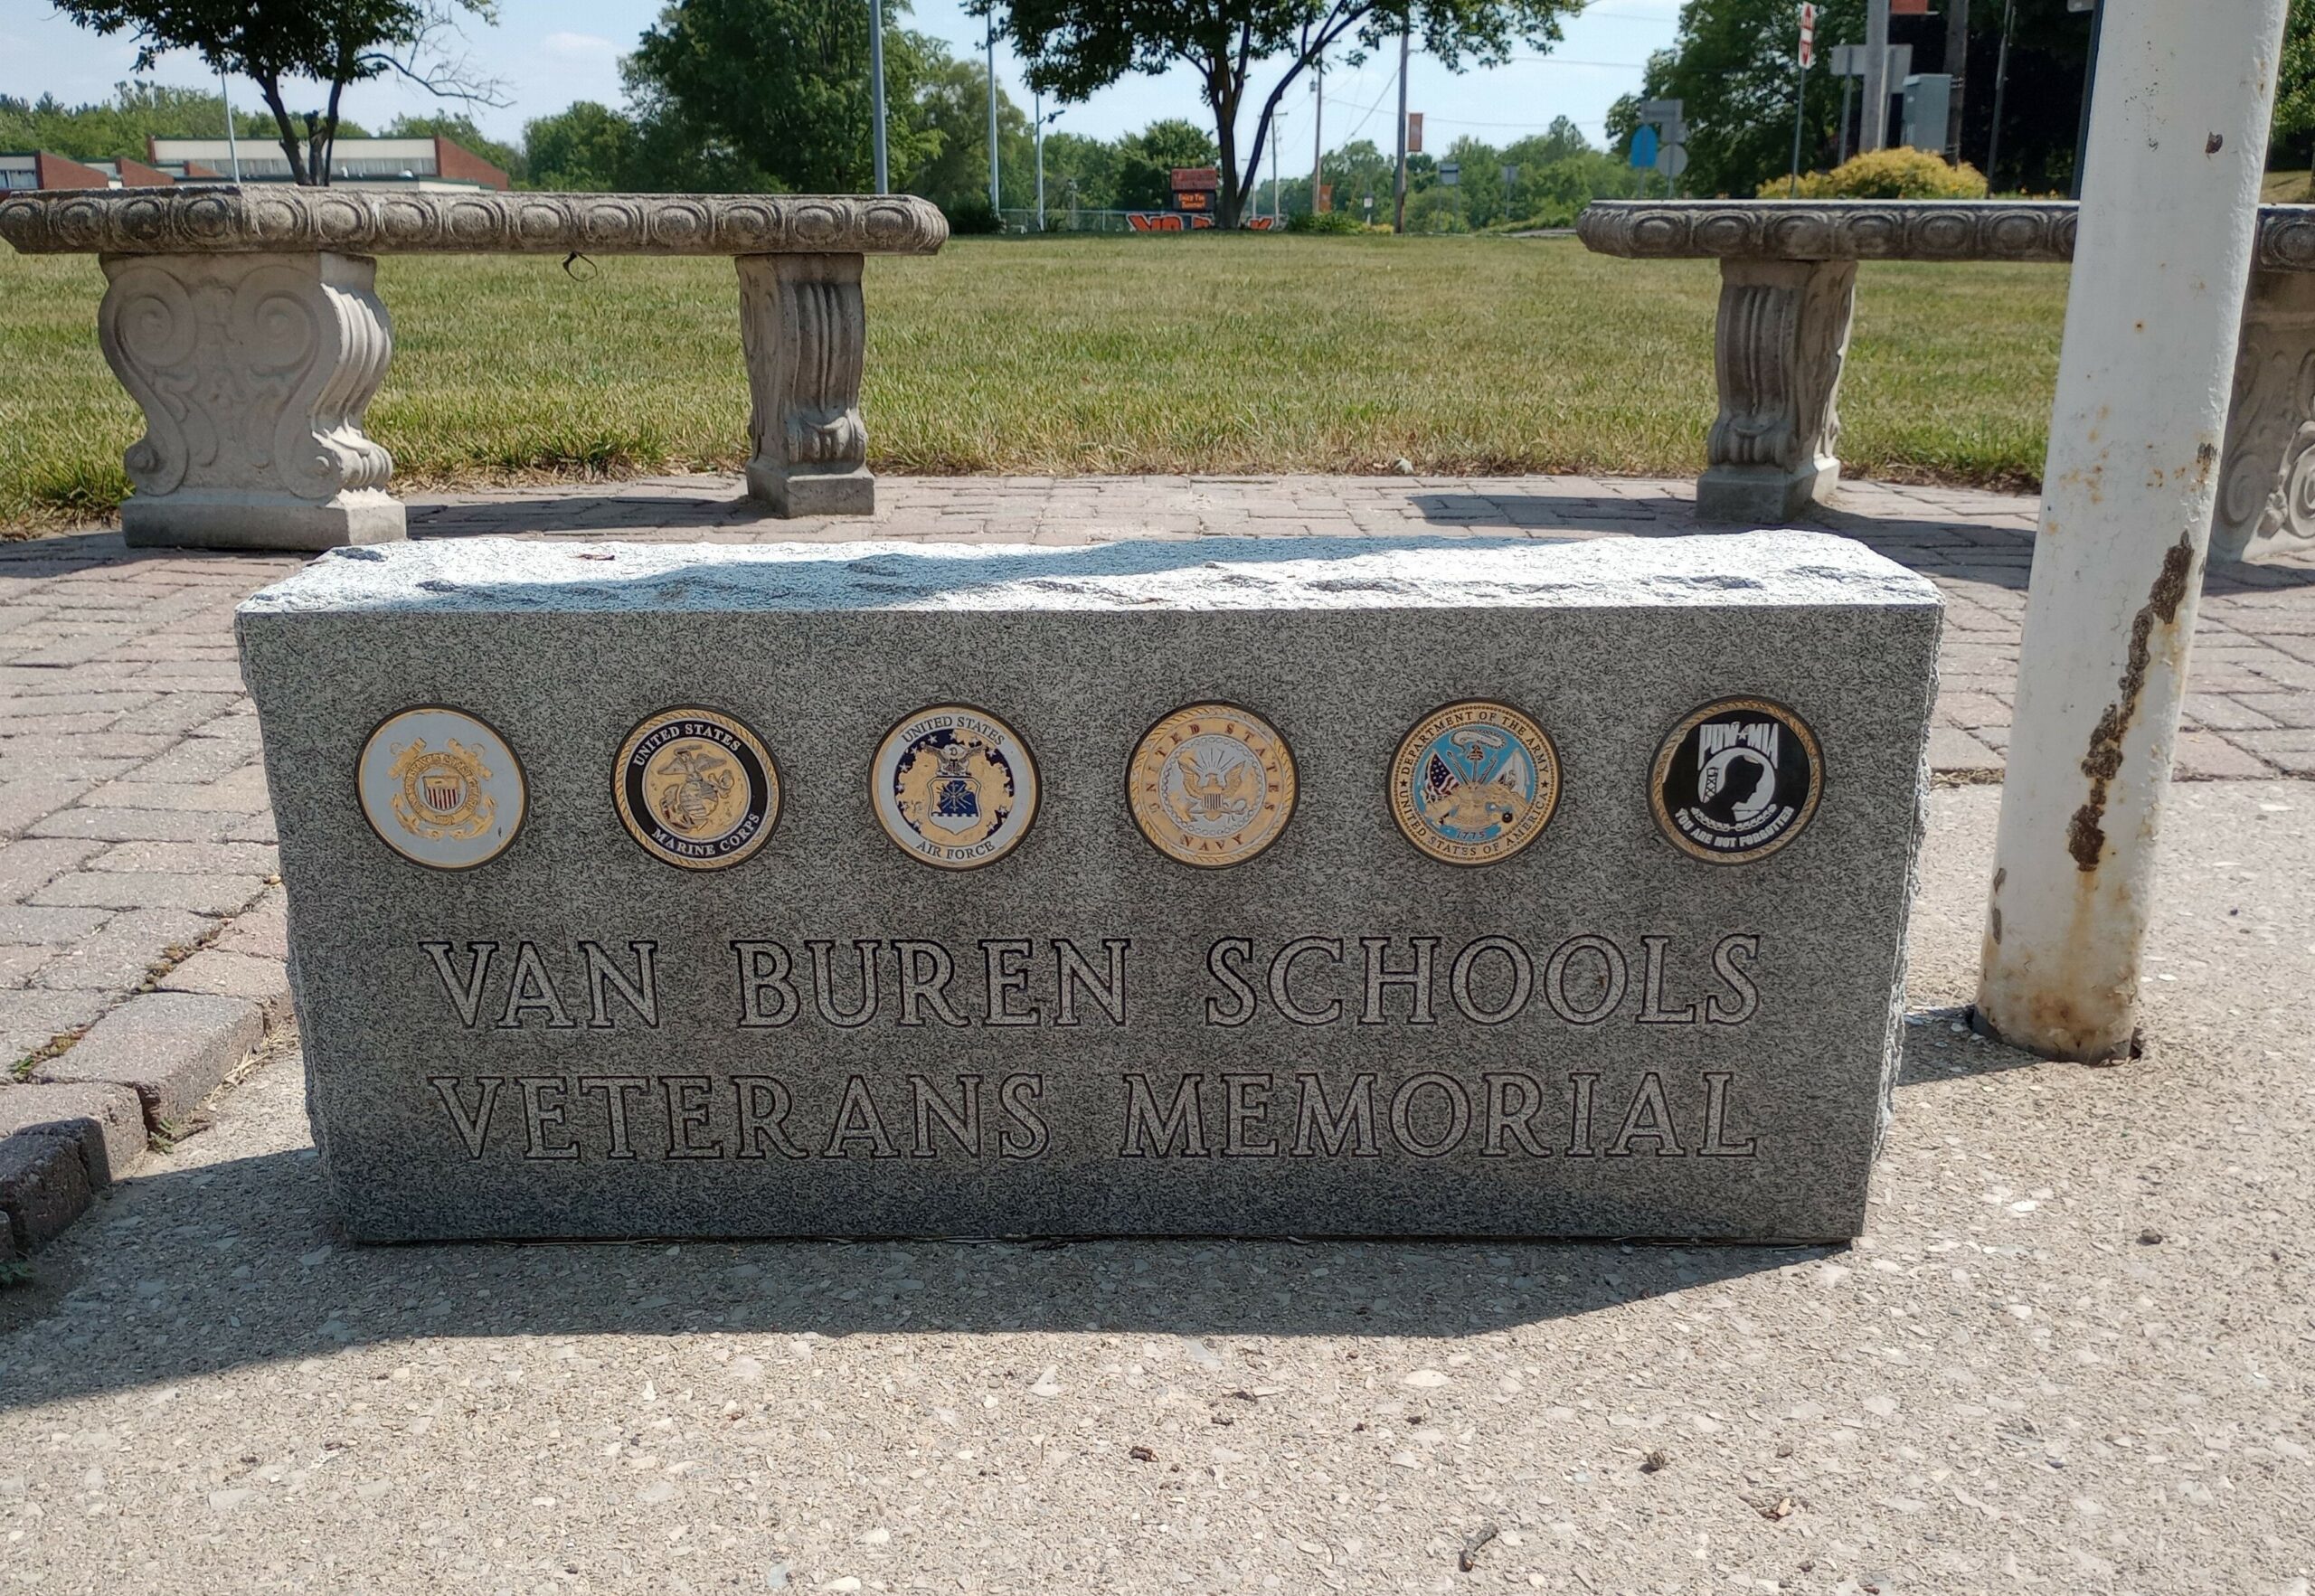 UNITED STATES
MARINE CORPS
UNITED STATES
AIR FORCE
UNITED STATES
NAVY
DEPARTMENT OF THE ARMY
UNITED STATES OF AMERICA
1775
POW★MIA
YOU ARE NOT FORGOTTEN
VAN BUREN SCHOOLS
VETERANS MEMORIAL